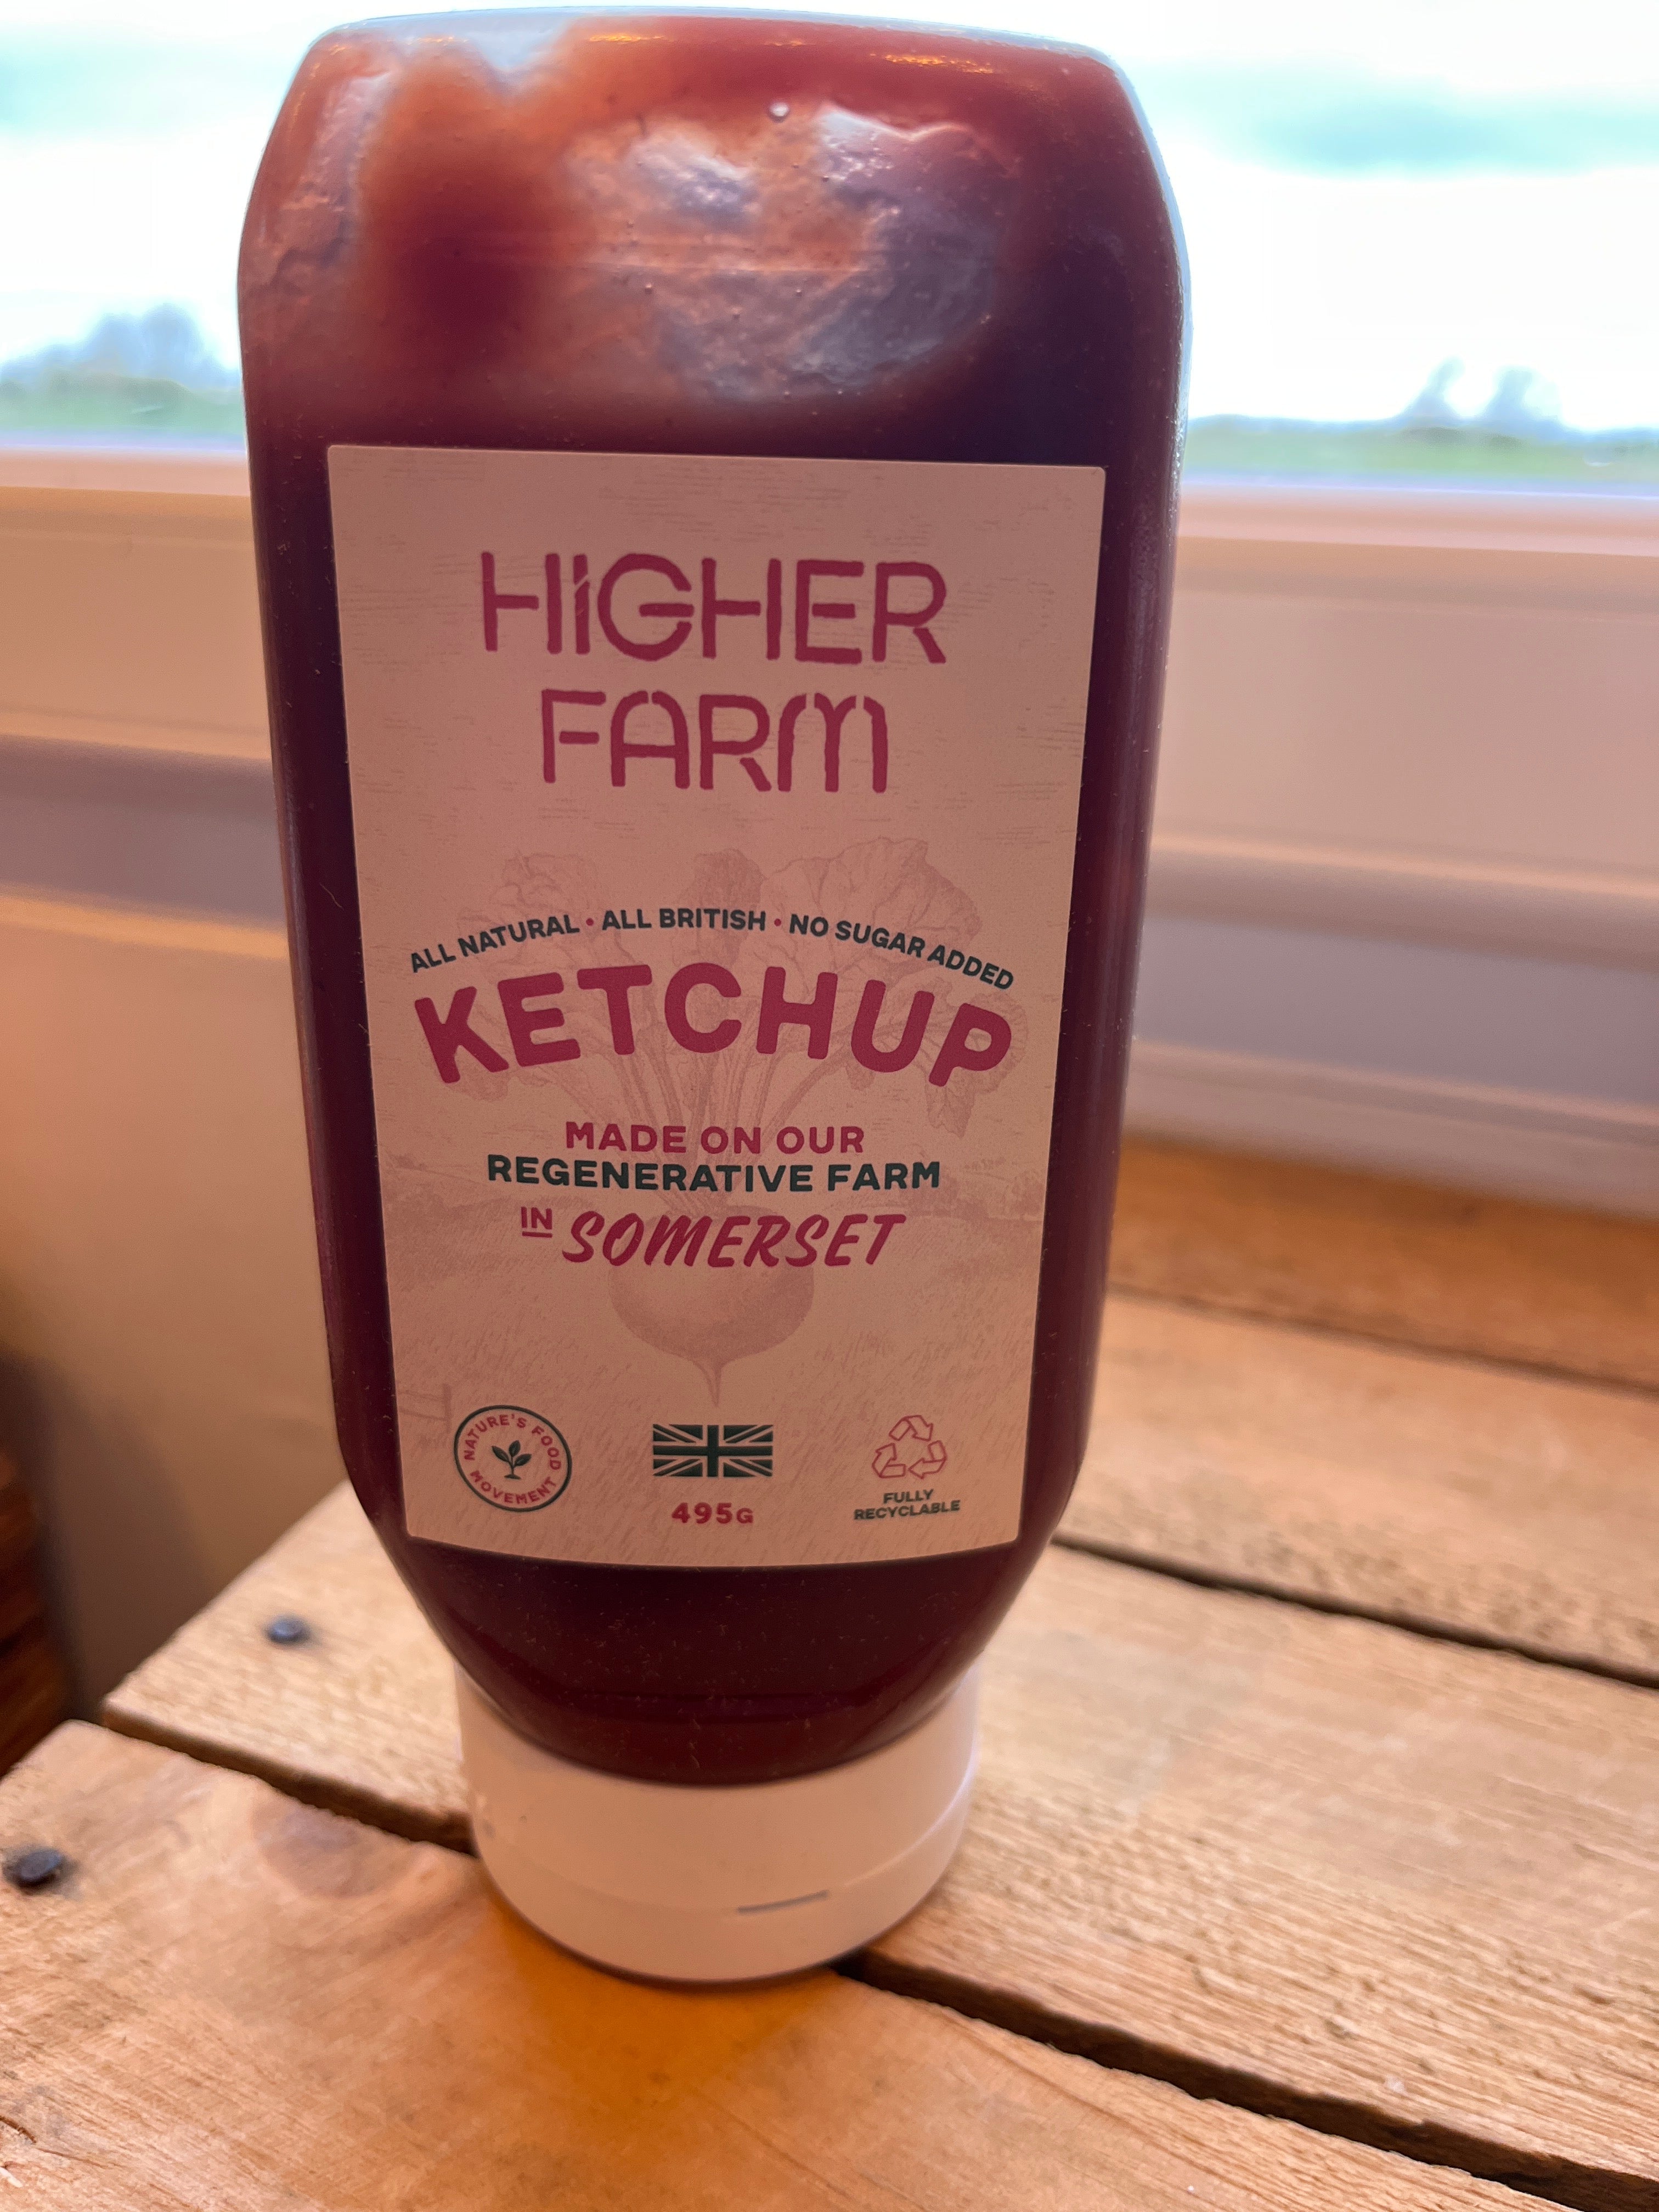 HIGHER
FARM
ALL NATURAL • ALL BRITISH • NO SUGAR ADDED
KETCHUP
MADE ON OUR
REGENERATIVE FARM
IN SOMERSET
NATURE'S FOOD MOVEMENT
495G
FULLY
RECYCLABLE